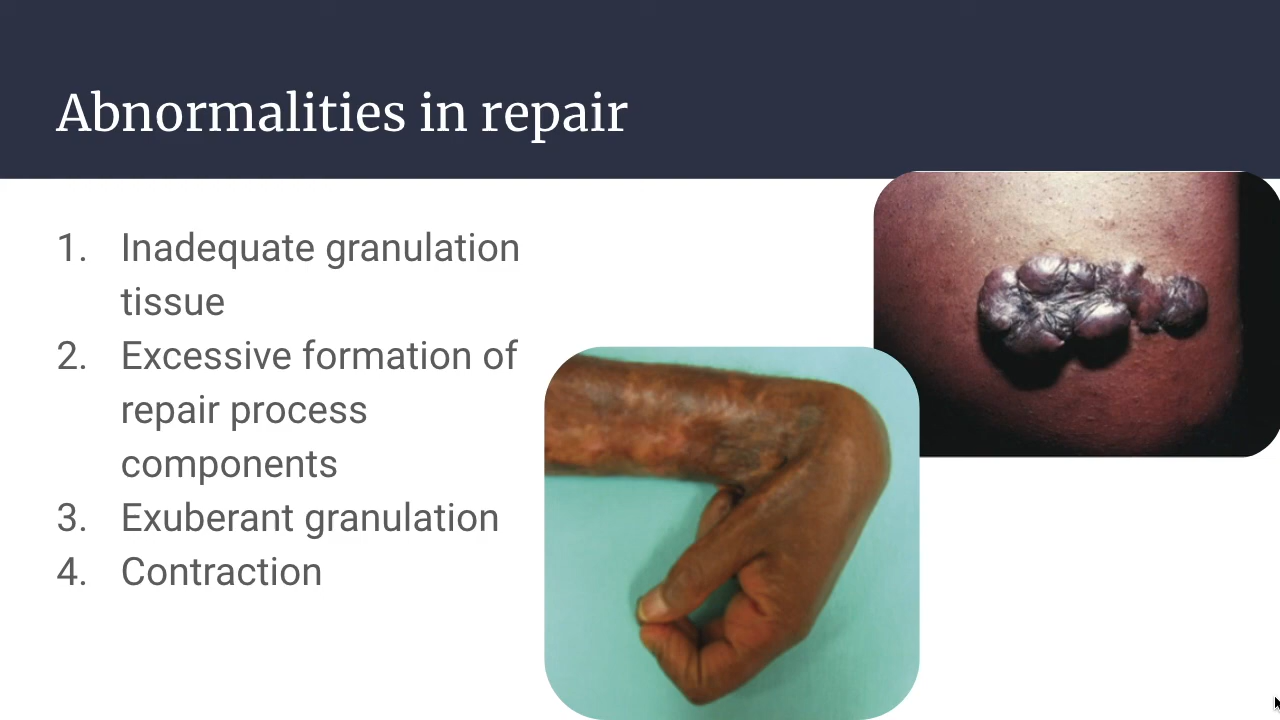 Abnormalities in repair
1. Inadequate granulation
tissue
2. Excessive formation of
repair process
components
3. Exuberant granulation
4. Contraction